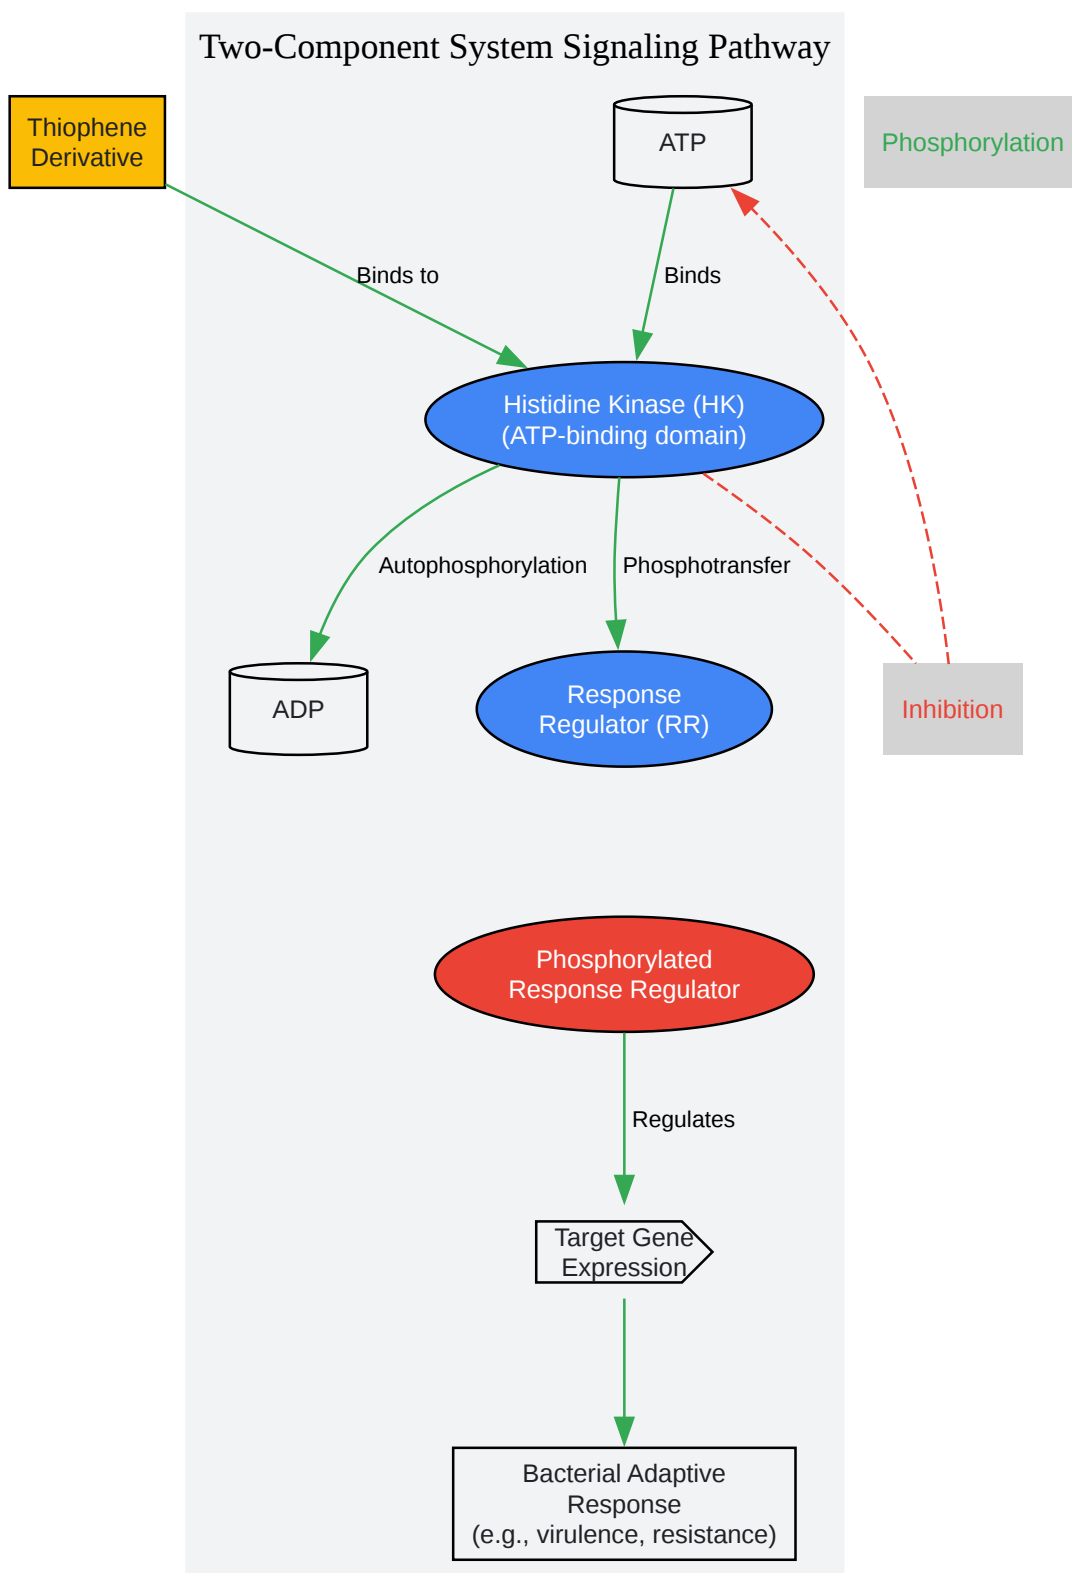 Two-Component System Signaling Pathway
Thiophene
Derivative
ATP
Phosphorylation
Binds to
Binds
Histidine Kinase (HK)
(ATP-binding domain)
Autophosphorylation
Phosphotransfer
ADP
Response
Regulator (RR)
Inhibition
Phosphorylated
Response Regulator
Regulates
Target Gene
Expression
Bacterial Adaptive
Response
(e.g., virulence, resistance)